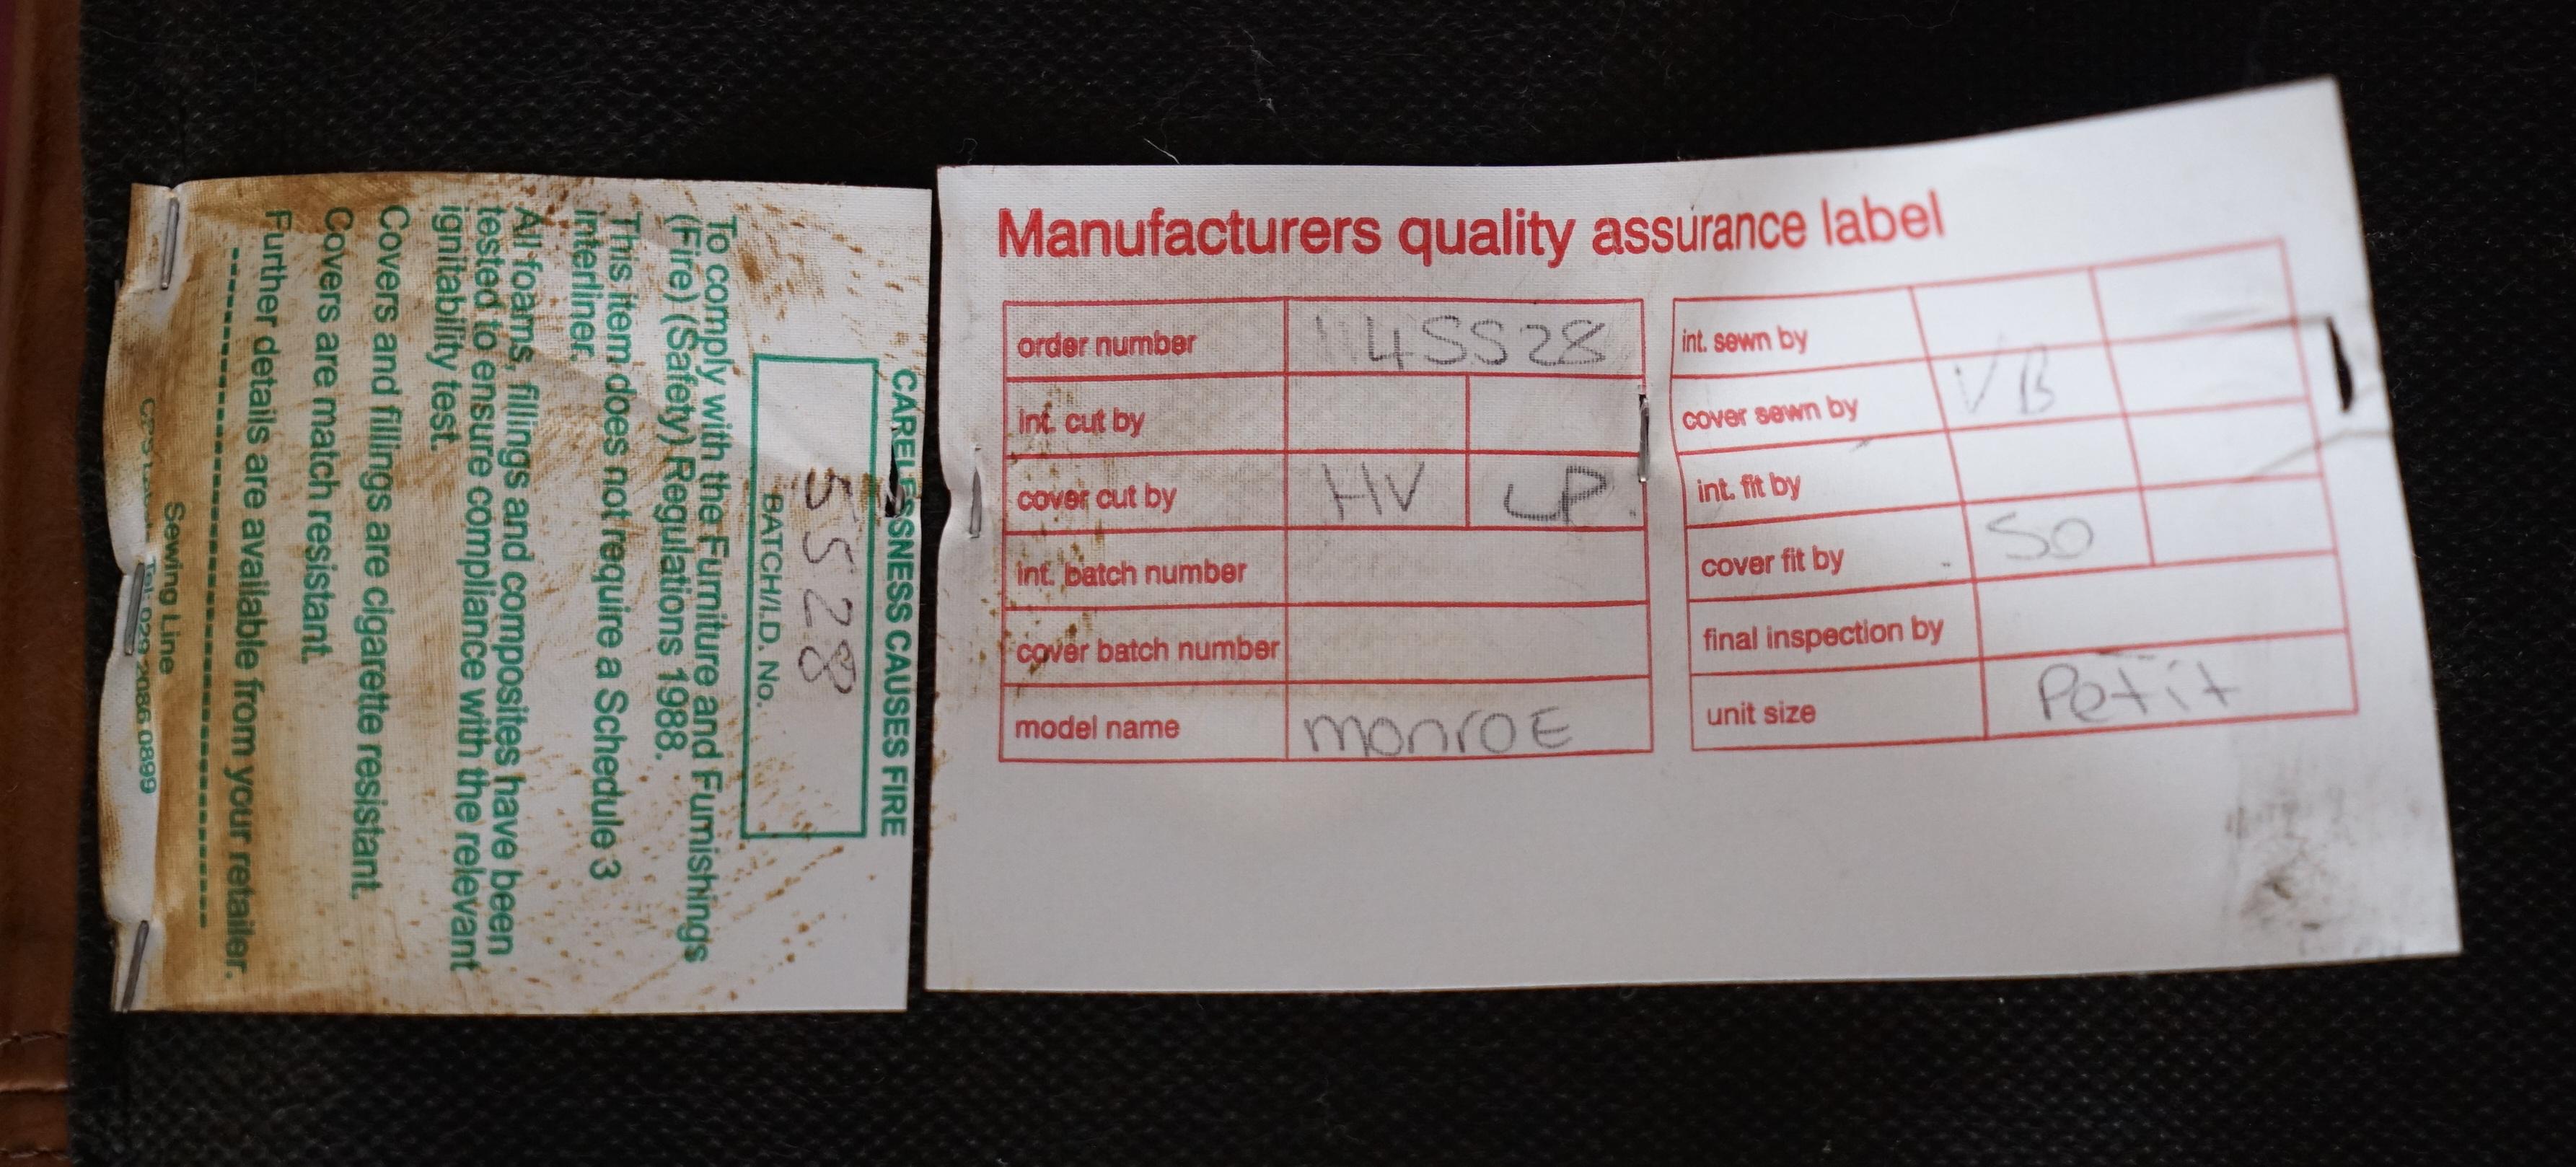 CARELESSNESS CAUSES FIRE
5528
BATCH/I.D. No.
To comply with the Furniture and Furnishings
(Fire) (Safety) Regulations 1988.
This item does not require a Schedule 3
interliner.
All foams, fillings and composites have been
tested to ensure compliance with the relevant
ignitability test.
Covers and fillings are cigarette resistant.
Covers are match resistant.
Further details are available from your retailer.
Sewing Line
Tel: 029 2086 0899
Manufacturers quality assurance label
order number 145528
int. cut by
cover cut by HV LP
int. batch number
cover batch number
model name monroE
int. sewn by
cover sewn by VB
int. fit by
cover fit by SO
final inspection by
unit size Petit